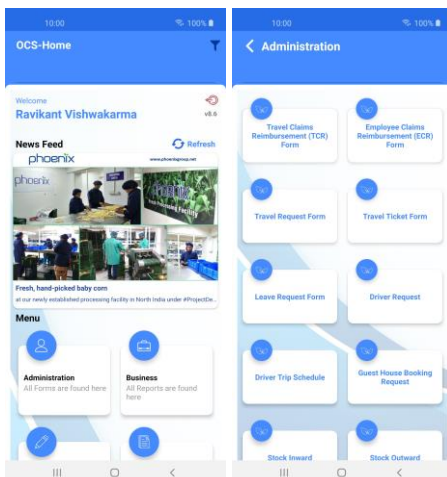 10:00
100%
OCS-Home
Welcome
Ravikant Vishwakarma
v8.6
News Feed
Refresh
phoenix
www.phoenixgroup.net
phoenix
PHOENIX
Food Processing Facility
Fresh, hand-picked baby corn
at our newly established processing facility in North India under #ProjectDe...
Menu
Administration
All Forms are found here
Business
All Reports are found
here
10:00
100%
Administration
Travel Claims
Reimbursement (TCR)
Form
Employee Claims
Reimbursement (ECR)
Form
Travel Request Form
Travel Ticket Form
Leave Request Form
Driver Request
Driver Trip Schedule
Guest House Booking
Request
Stock Inward
Stock Outward